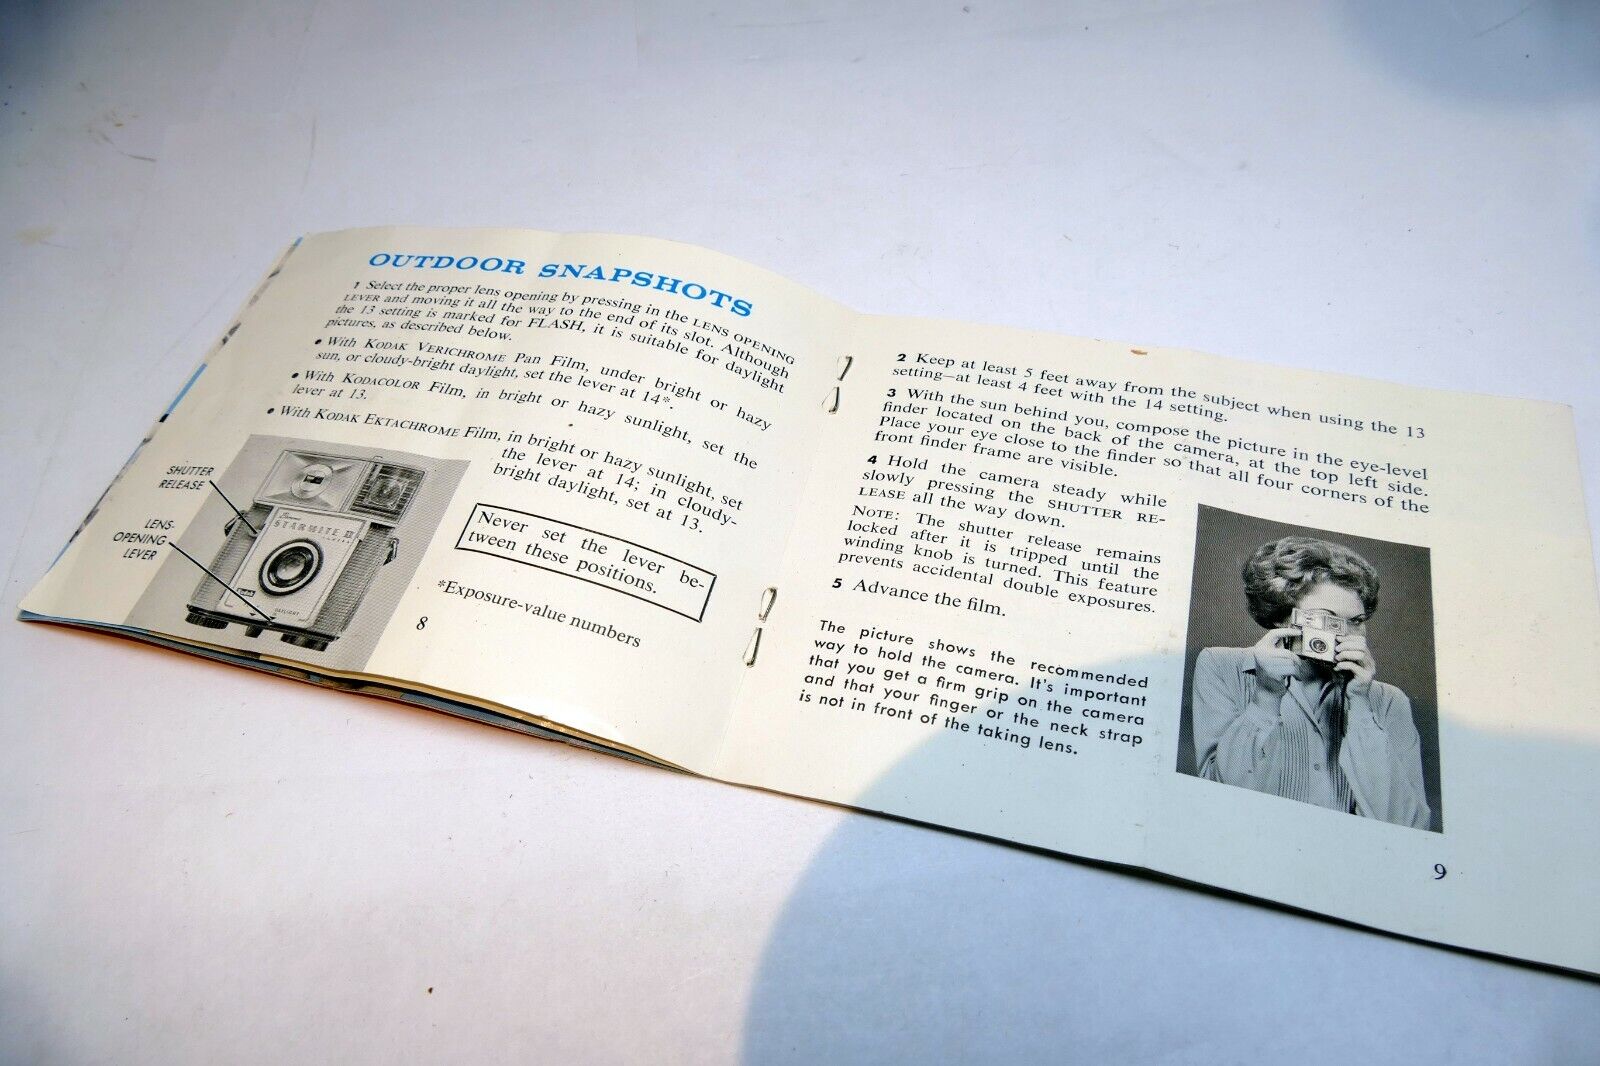 OUTDOOR SNAPSHOTS
1 Select the proper lens opening by pressing in the LENS OPENING
LEVER and moving it all the way to the end of its slot. Although
the 13 setting is marked for FLASH, it is suitable for daylight
pictures, as described below.
• With KODAK VERICHROME PAN Film, under bright or hazy
sun, or cloudy-bright daylight, set the lever at 14*.
• With KODACOLOR Film, in bright or hazy sunlight, set the
lever at 13.
• With KODAK EKTACHROME Film, in bright or hazy sunlight, set
the lever at 14; in cloudy-
bright daylight, set at 13.
SHUTTER
RELEASE
LENS-
OPENING
LEVER
Brownie
STARMITE II
CAMERA
Kodak
DAYLIGHT
Never set the lever be-
tween these positions.
*Exposure-value numbers
8
2 Keep at least 5 feet away from the subject when using the 13
setting—at least 4 feet with the 14 setting.
3 With the sun behind you, compose the picture in the eye-level
finder located on the back of the camera, at the top left side.
Place your eye close to the finder so that all four corners of the
front finder frame are visible.
4 Hold the camera steady while
slowly pressing the SHUTTER RE-
LEASE all the way down.
NOTE: The shutter release remains
locked after it is tripped until the
winding knob is turned. This feature
prevents accidental double exposures.
5 Advance the film.
The picture shows the recommended
way to hold the camera. It's important
that you get a firm grip on the camera
and that your finger or the neck strap
is not in front of the taking lens.
9